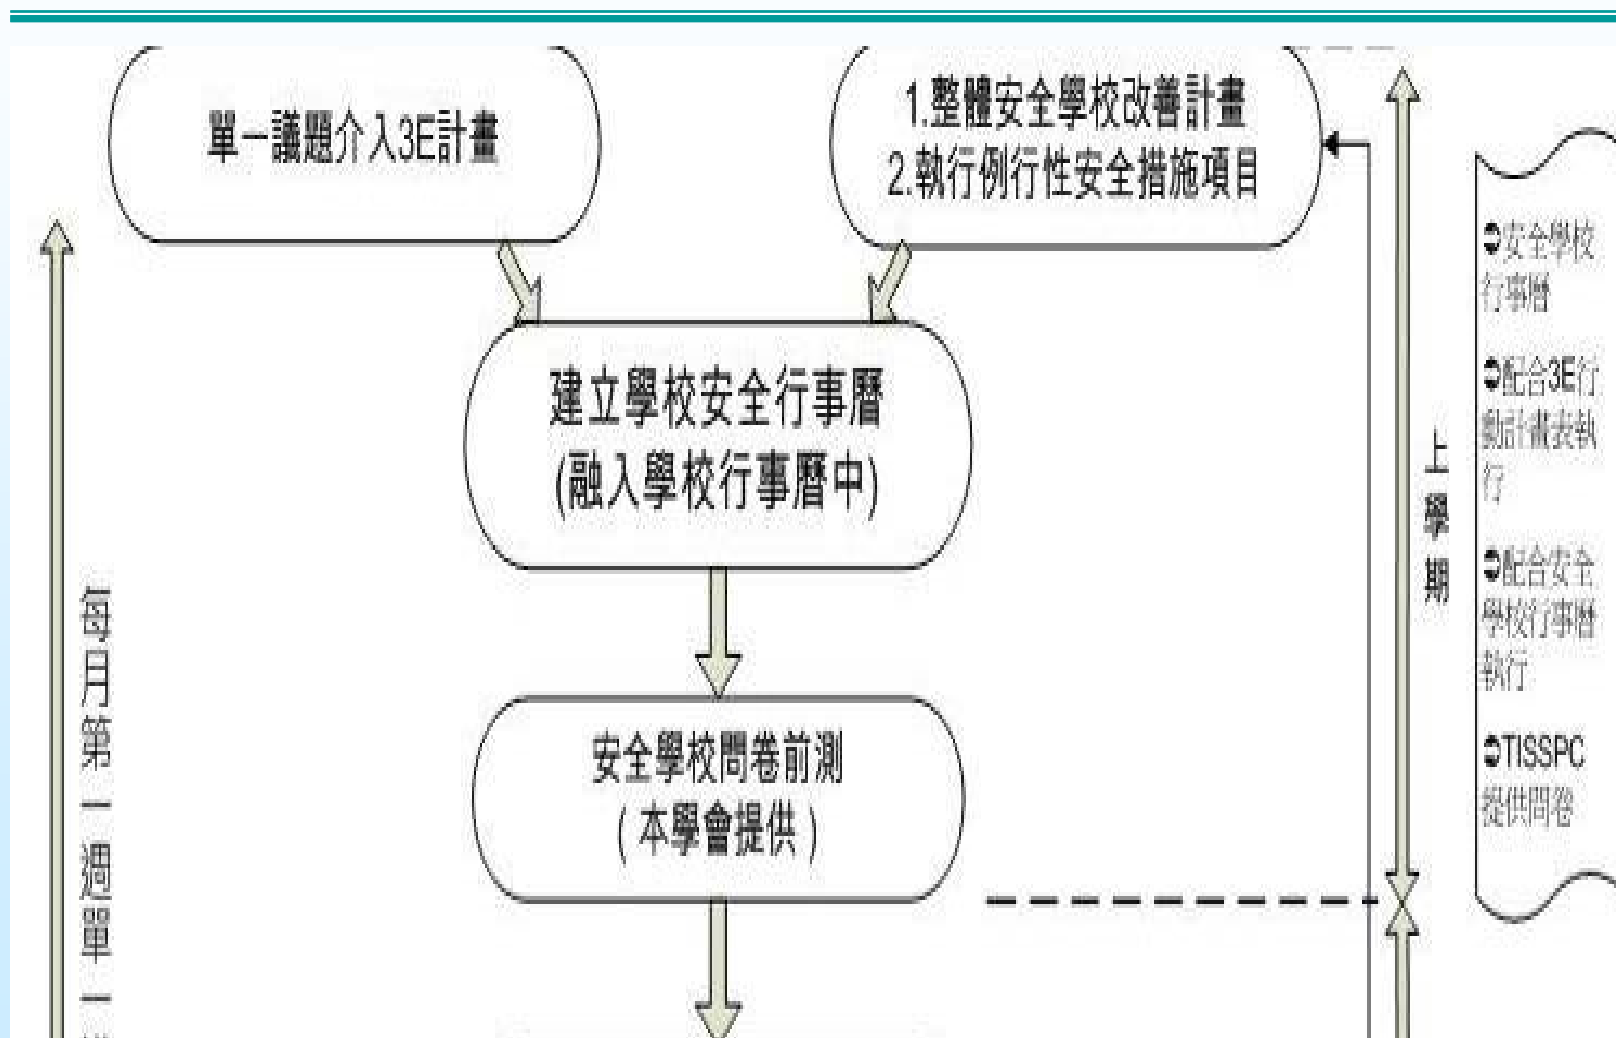 單一議題介入3E計畫
1.整體安全學校改善計畫
2.執行例行性安全措施項目
建立學校安全行事曆
(融入學校行事曆中)
安全學校問卷前測
(本學會提供)
每月第一週單一
上學期
➲安全學校
行事曆
➲配合3E行
動計畫表執
行
➲配合安全
學校行事曆
執行
➲TISSPC
提供問卷